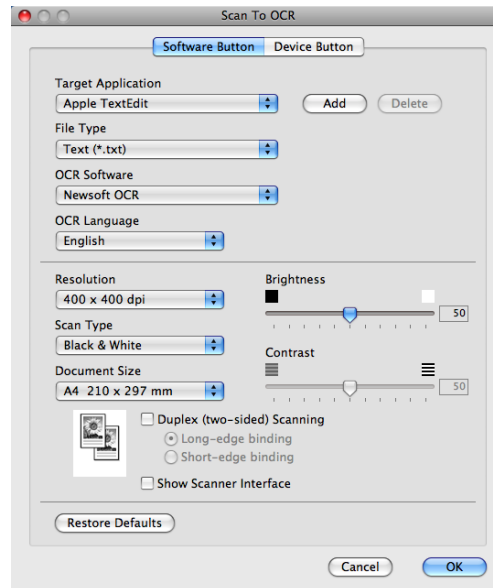 Scan To OCR
Software Button Device Button
Target Application
Apple TextEdit Add Delete
File Type
Text (*.txt)
OCR Software
Newsoft OCR
OCR Language
English
Resolution Brightness
400 x 400 dpi 50
Scan Type
Black & White Contrast
Document Size
A4 210 x 297 mm 50
Duplex (two-sided) Scanning
Long-edge binding
Short-edge binding
Show Scanner Interface
Restore Defaults
Cancel OK